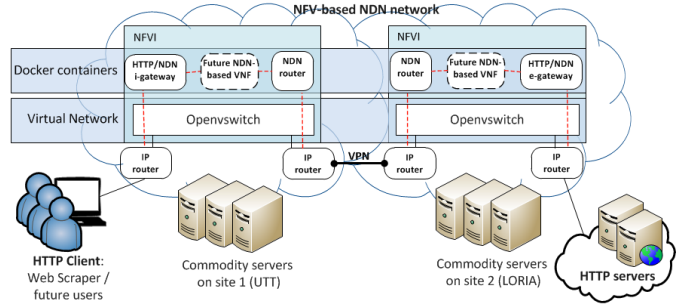 NFV-based NDN network
NFVI
NFVI
Docker containers
HTTP/NDN
i-gateway
Future NDN-
based VNF
NDN
router
NDN
router
Future NDN-
based VNF
HTTP/NDN
e-gateway
Virtual Network
Openvswitch
Openvswitch
IP
router
IP
router
VPN
IP
router
IP
router
HTTP Client:
Web Scraper /
future users
Commodity servers
on site 1 (UTT)
Commodity servers
on site 2 (LORIA)
HTTP servers